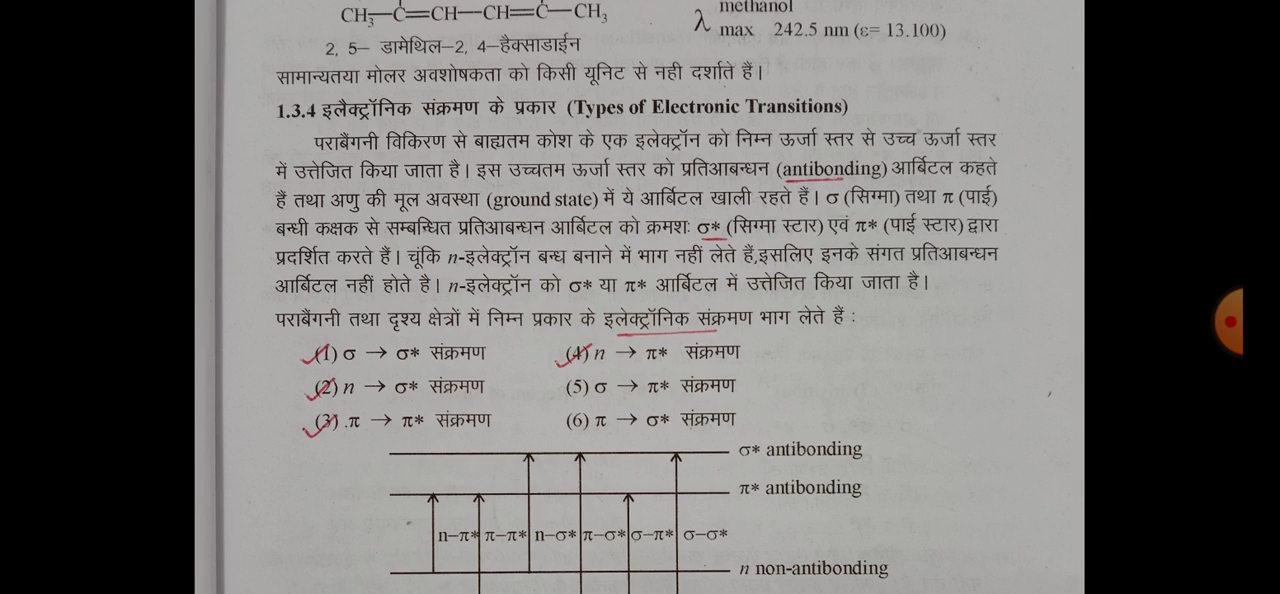 CH₃—C=CH—CH=C—CH₃
methanol
λ max 242.5 nm (ε= 13.100)
2, 5– डामेथिल–2, 4–हैक्साडाईन
सामान्यतया मोलर अवशोषकता को किसी यूनिट से नही दर्शाते हैं।
1.3.4 इलैक्ट्रॉनिक संक्रमण के प्रकार (Types of Electronic Transitions)
पराबैंगनी विकिरण से बाह्यतम कोश के एक इलेक्ट्रॉन को निम्न ऊर्जा स्तर से उच्च ऊर्जा स्तर
में उत्तेजित किया जाता है। इस उच्चतम ऊर्जा स्तर को प्रतिआबन्धन (antibonding) आर्बिटल कहते
हैं तथा अणु की मूल अवस्था (ground state) में ये आर्बिटल खाली रहते हैं। σ (सिग्मा) तथा π (पाई)
बन्धी कक्षक से सम्बन्धित प्रतिआबन्धन आर्बिटल को क्रमशः σ* (सिग्मा स्टार) एवं π* (पाई स्टार) द्वारा
प्रदर्शित करते हैं। चूंकि n-इलेक्ट्रॉन बन्ध बनाने में भाग नहीं लेते हैं,इसलिए इनके संगत प्रतिआबन्धन
आर्बिटल नहीं होते है। n-इलेक्ट्रॉन को σ* या π* आर्बिटल में उत्तेजित किया जाता है।
पराबैंगनी तथा दृश्य क्षेत्रों में निम्न प्रकार के इलेक्ट्रॉनिक संक्रमण भाग लेते हैं :
(1) σ → σ* संक्रमण (4) n → π* संक्रमण
(2) n → σ* संक्रमण (5) σ → π* संक्रमण
(3) .π → π* संक्रमण (6) π → σ* संक्रमण
σ* antibonding
π* antibonding
n–π* π–π* n–σ* π–σ* σ–π* σ–σ*
n non-antibonding